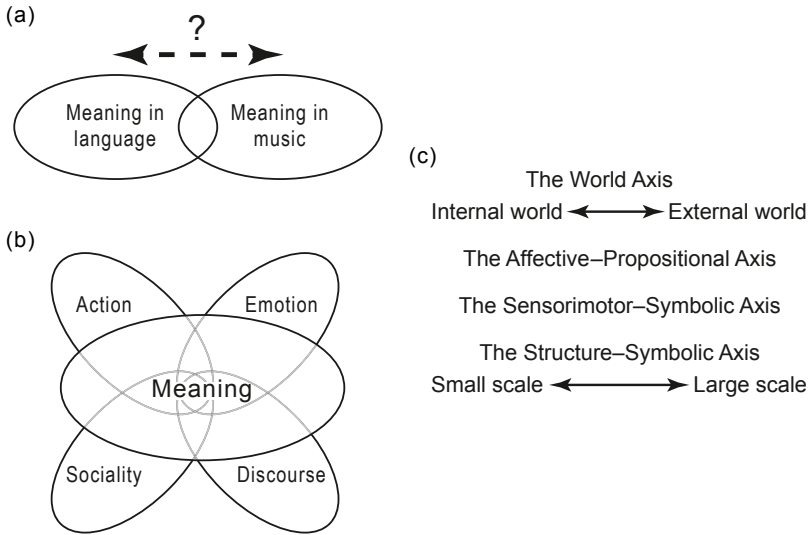 (a)
?
Meaning in
language
Meaning in
music
(b)
Action
Emotion
Meaning
Sociality
Discourse
(c)
The World Axis
Internal world
External world
The Affective–Propositional Axis
The Sensorimotor–Symbolic Axis
The Structure–Symbolic Axis
Small scale
Large scale